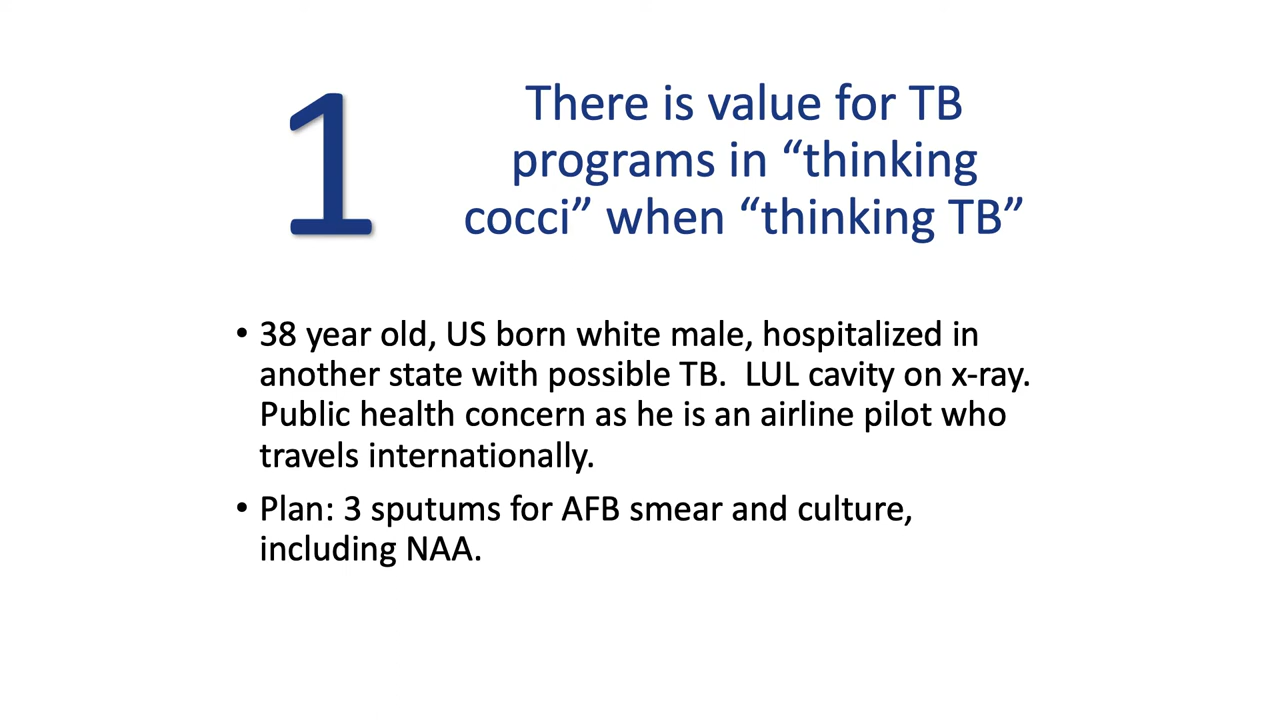 1
There is value for TB
programs in “thinking
cocci” when “thinking TB”
• 38 year old, US born white male, hospitalized in
another state with possible TB.  LUL cavity on x-ray.
Public health concern as he is an airline pilot who
travels internationally.
• Plan: 3 sputums for AFB smear and culture,
including NAA.